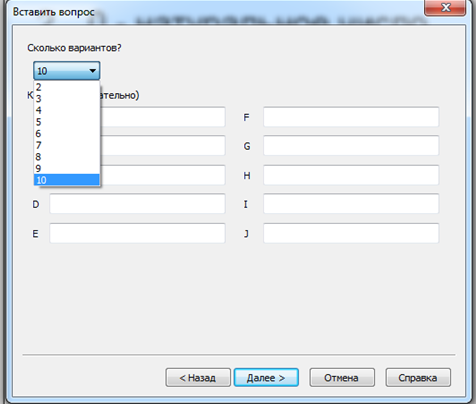 Вставить вопрос
Сколько вариантов?
10
2
3
4
5
6
7
8
9
10
ательно)
F
G
H
D
I
E
J
< Назад
Далее >
Отмена
Справка